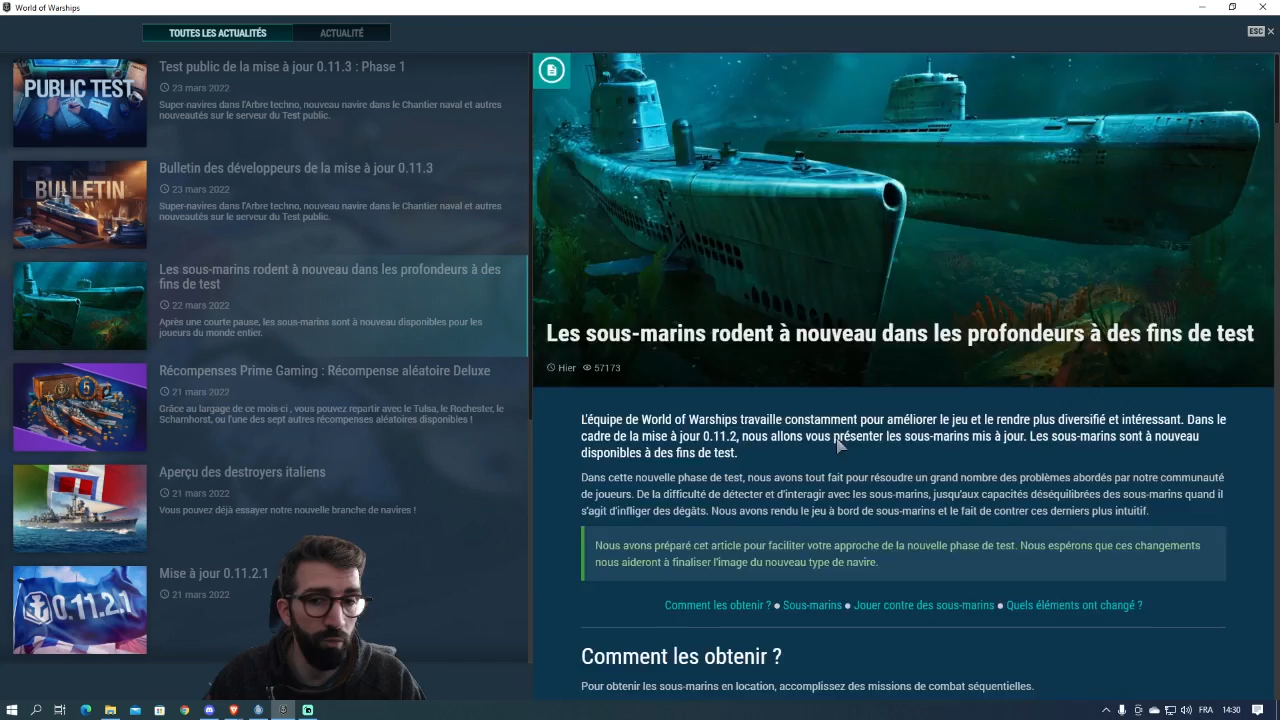 World of Warships
TOUTES LES ACTUALITÉS
ACTUALITÉ
ESC
PUBLIC TEST
Test public de la mise à jour 0.11.3 : Phase 1
23 mars 2022
Super-navires dans l'Arbre techno, nouveau navire dans le Chantier naval et autres
nouveautés sur le serveur du Test public.
BULLETIN
Bulletin des développeurs de la mise à jour 0.11.3
23 mars 2022
Super-navires dans l'Arbre techno, nouveau navire dans le Chantier naval et autres
nouveautés sur le serveur du Test public.
Les sous-marins rodent à nouveau dans les profondeurs à des
fins de test
22 mars 2022
Après une courte pause, les sous-marins sont à nouveau disponibles pour les
joueurs du monde entier.
5
Récompenses Prime Gaming : Récompense aléatoire Deluxe
21 mars 2022
Grâce au largage de ce mois-ci , vous pouvez repartir avec le Tulsa, le Rochester, le
Scharnhorst, ou l'une des sept autres récompenses aléatoires disponibles !
Aperçu des destroyers italiens
21 mars 2022
Vous pouvez déjà essayer notre nouvelle branche de navires !
0.11.2.1
Mise à jour 0.11.2.1
21 mars 2022
Les sous-marins rodent à nouveau dans les profondeurs à des fins de test
Hier 57173
L'équipe de World of Warships travaille constamment pour améliorer le jeu et le rendre plus diversifié et intéressant. Dans le
cadre de la mise à jour 0.11.2, nous allons vous présenter les sous-marins mis à jour. Les sous-marins sont à nouveau
disponibles à des fins de test.
Dans cette nouvelle phase de test, nous avons tout fait pour résoudre un grand nombre des problèmes abordés par notre communauté
de joueurs. De la difficulté de détecter et d'interagir avec les sous-marins, jusqu'aux capacités déséquilibrées des sous-marins quand il
s'agit d'infliger des dégâts. Nous avons rendu le jeu à bord de sous-marins et le fait de contrer ces derniers plus intuitif.
Nous avons préparé cet article pour faciliter votre approche de la nouvelle phase de test. Nous espérons que ces changements
nous aideront à finaliser l'image du nouveau type de navire.
Comment les obtenir ? ● Sous-marins ● Jouer contre des sous-marins ● Quels éléments ont changé ?
Comment les obtenir ?
Pour obtenir les sous-marins en location, accomplissez des missions de combat séquentielles.
FRA 14:30